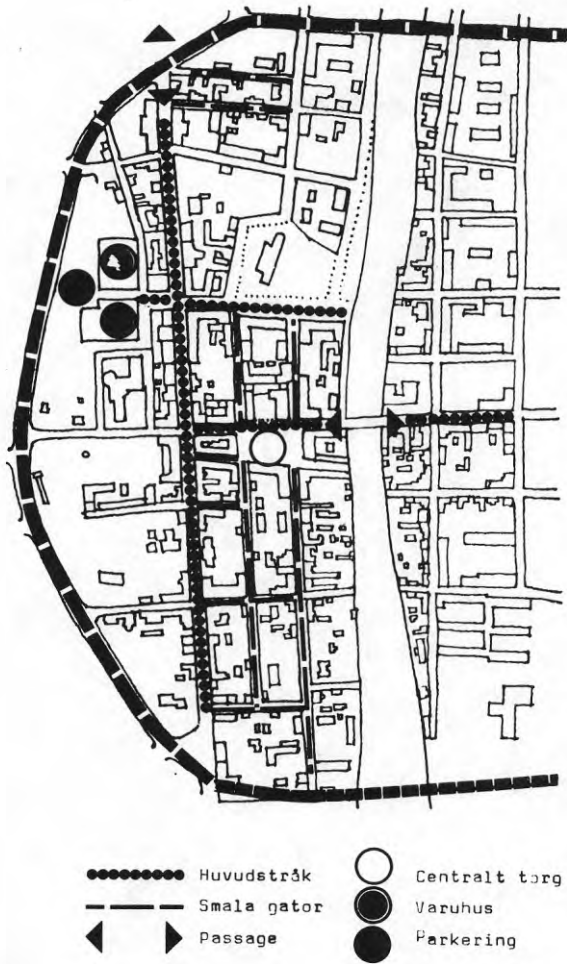 Huvudstråk
Smala gator
Passage
Centralt torg
Varuhus
Parkering